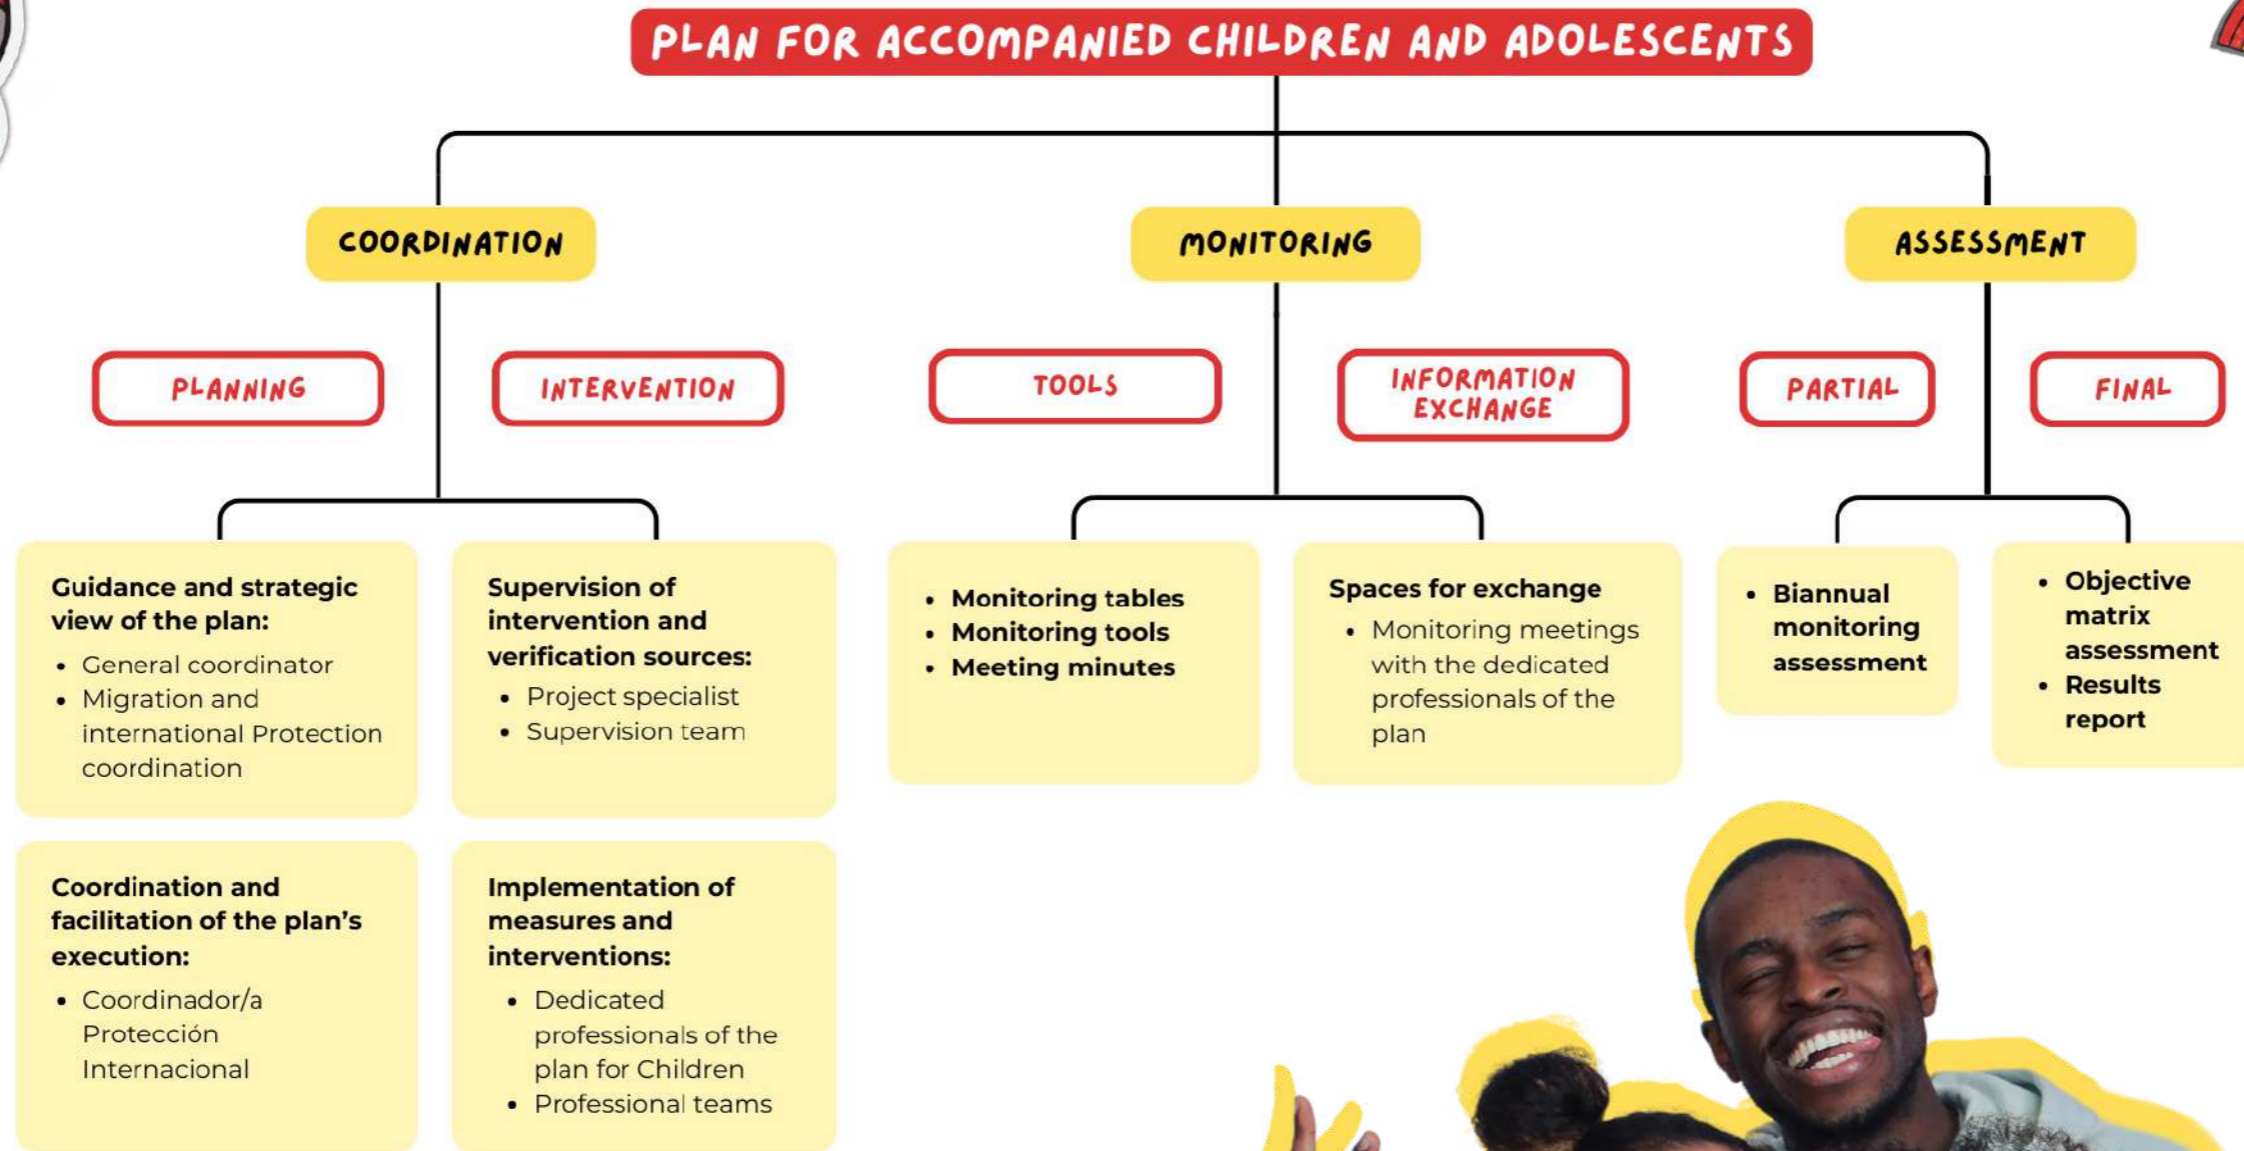 PLAN FOR ACCOMPANIED CHILDREN AND ADOLESCENTS
COORDINATION
PLANNING
INTERVENTION
Guidance and strategic
view of the plan:
• General coordinator
• Migration and
international Protection
coordination
Supervision of
intervention and
verification sources:
• Project specialist
• Supervision team
Coordination and
facilitation of the plan's
execution:
• Coordinador/a
Protección
Internacional
Implementation of
measures and
interventions:
• Dedicated
professionals of the
plan for Children
• Professional teams
MONITORING
TOOLS
INFORMATION
EXCHANGE
• Monitoring tables
• Monitoring tools
• Meeting minutes
Spaces for exchange
• Monitoring meetings
with the dedicated
professionals of the
plan
ASSESSMENT
PARTIAL
FINAL
• Biannual
monitoring
assessment
• Objective
matrix
assessment
• Results
report